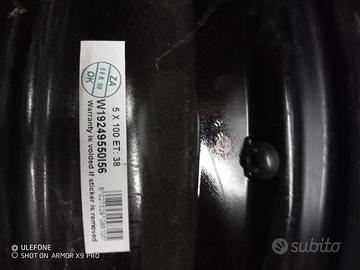 ZA
OK
5 X 100 ET: 38
W19249550I56
Warranty is voided if sticker is removed
ULEFONE
SHOT ON ARMOR X9 PRO
subito